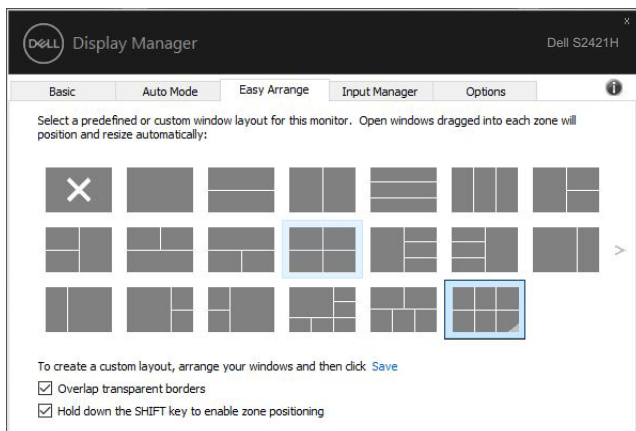 x
DELL Display Manager Dell S2421H
Basic Auto Mode Easy Arrange Input Manager Options i
Select a predefined or custom window layout for this monitor. Open windows dragged into each zone will
position and resize automatically:
>
To create a custom layout, arrange your windows and then click Save
Overlap transparent borders
Hold down the SHIFT key to enable zone positioning